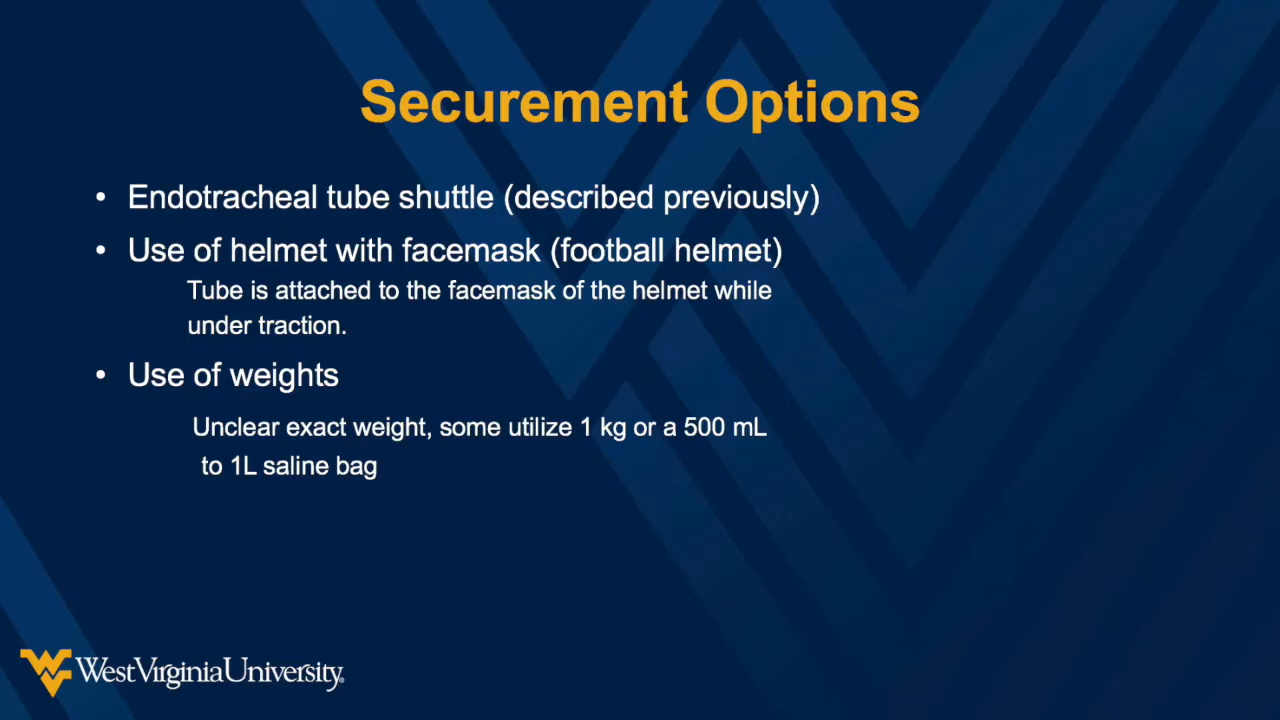 Securement Options
• Endotracheal tube shuttle (described previously)
• Use of helmet with facemask (football helmet)
Tube is attached to the facemask of the helmet while
under traction.
• Use of weights
Unclear exact weight, some utilize 1 kg or a 500 mL
to 1L saline bag
WestVirginiaUniversity®